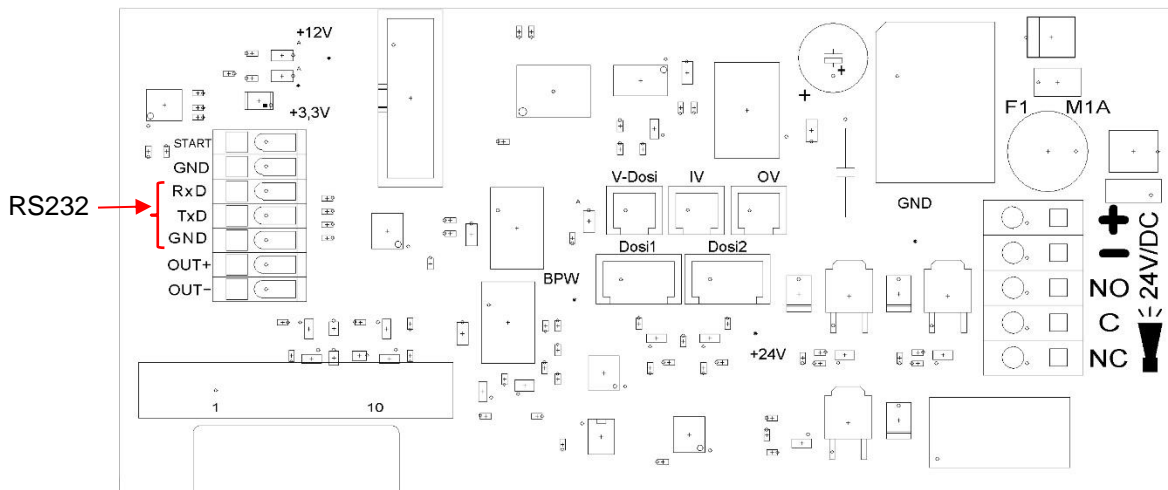 +12V
+3,3V
START
GND
RxD
TxD
GND
OUT+
OUT-
RS232
1 10
V-Dosi IV OV
Dosi1 Dosi2
BPW
+24V
GND
F1 M1A
+
-
24V/DC
NO
C
NC
A
A
A
+